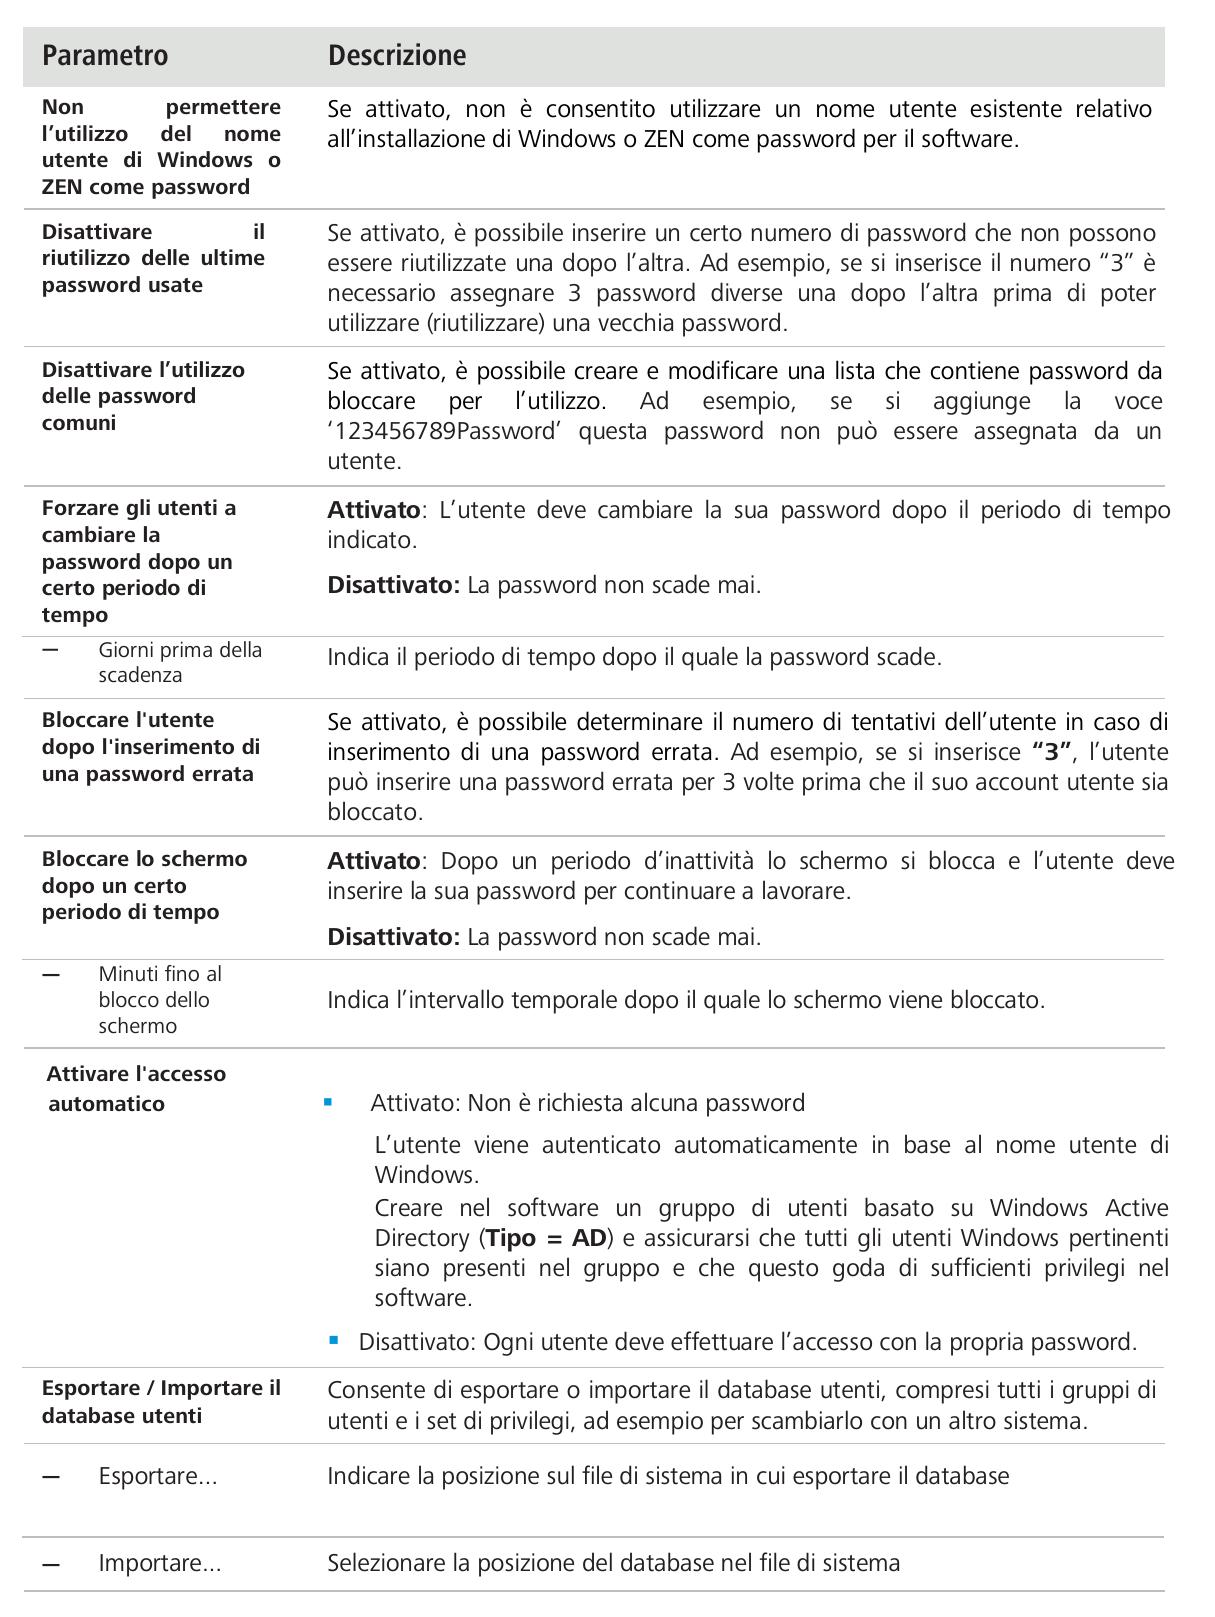 Parametro Descrizione
Non permettere
l’utilizzo del nome
utente di Windows o
ZEN come password
Se attivato, non è consentito utilizzare un nome utente esistente relativo
all’installazione di Windows o ZEN come password per il software.
Disattivare il
riutilizzo delle ultime
password usate
Se attivato, è possibile inserire un certo numero di password che non possono
essere riutilizzate una dopo l’altra. Ad esempio, se si inserisce il numero “3” è
necessario assegnare 3 password diverse una dopo l’altra prima di poter
utilizzare (riutilizzare) una vecchia password.
Disattivare l’utilizzo
delle password
comuni
Se attivato, è possibile creare e modificare una lista che contiene password da
bloccare per l’utilizzo. Ad esempio, se si aggiunge la voce
‘123456789Password’ questa password non può essere assegnata da un
utente.
Forzare gli utenti a
cambiare la
password dopo un
certo periodo di
tempo
Attivato: L’utente deve cambiare la sua password dopo il periodo di tempo
indicato.
Disattivato: La password non scade mai.
— Giorni prima della
scadenza
Indica il periodo di tempo dopo il quale la password scade.
Bloccare l'utente
dopo l'inserimento di
una password errata
Se attivato, è possibile determinare il numero di tentativi dell’utente in caso di
inserimento di una password errata. Ad esempio, se si inserisce “3”, l’utente
può inserire una password errata per 3 volte prima che il suo account utente sia
bloccato.
Bloccare lo schermo
dopo un certo
periodo di tempo
Attivato: Dopo un periodo d’inattività lo schermo si blocca e l’utente deve
inserire la sua password per continuare a lavorare.
Disattivato: La password non scade mai.
— Minuti fino al
blocco dello
schermo
Indica l’intervallo temporale dopo il quale lo schermo viene bloccato.
Attivare l'accesso
automatico
▪ Attivato: Non è richiesta alcuna password
L’utente viene autenticato automaticamente in base al nome utente di
Windows.
Creare nel software un gruppo di utenti basato su Windows Active
Directory (Tipo = AD) e assicurarsi che tutti gli utenti Windows pertinenti
siano presenti nel gruppo e che questo goda di sufficienti privilegi nel
software.
▪ Disattivato: Ogni utente deve effettuare l’accesso con la propria password.
Esportare / Importare il
database utenti
Consente di esportare o importare il database utenti, compresi tutti i gruppi di
utenti e i set di privilegi, ad esempio per scambiarlo con un altro sistema.
— Esportare... Indicare la posizione sul file di sistema in cui esportare il database
— Importare... Selezionare la posizione del database nel file di sistema